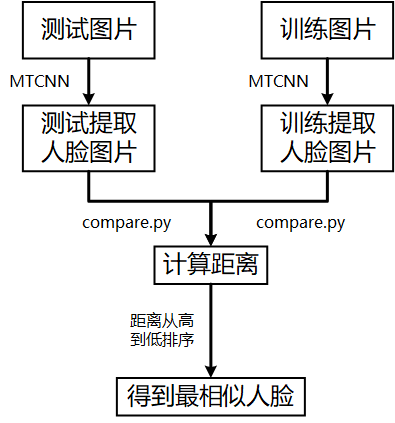 测试图片
训练图片
MTCNN
MTCNN
测试提取
人脸图片
训练提取
人脸图片
compare.py
compare.py
计算距离
距离从高
到低排序
得到最相似人脸